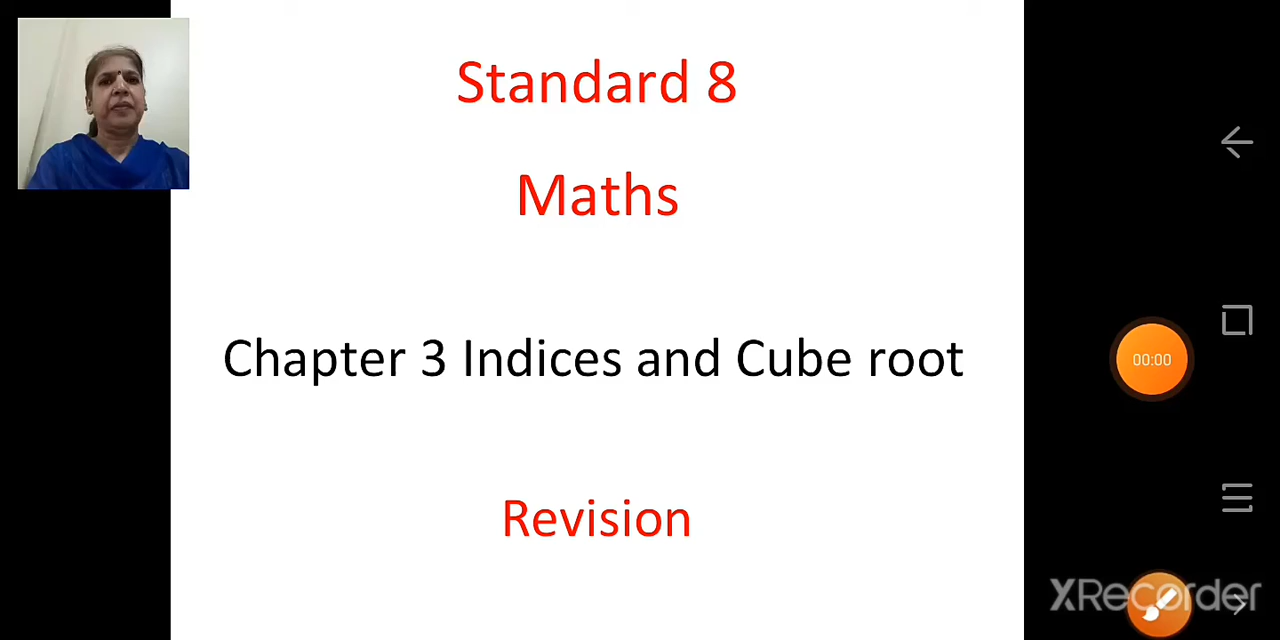 Standard 8
Maths
Chapter 3 Indices and Cube root
00:00
Revision
XRecorder